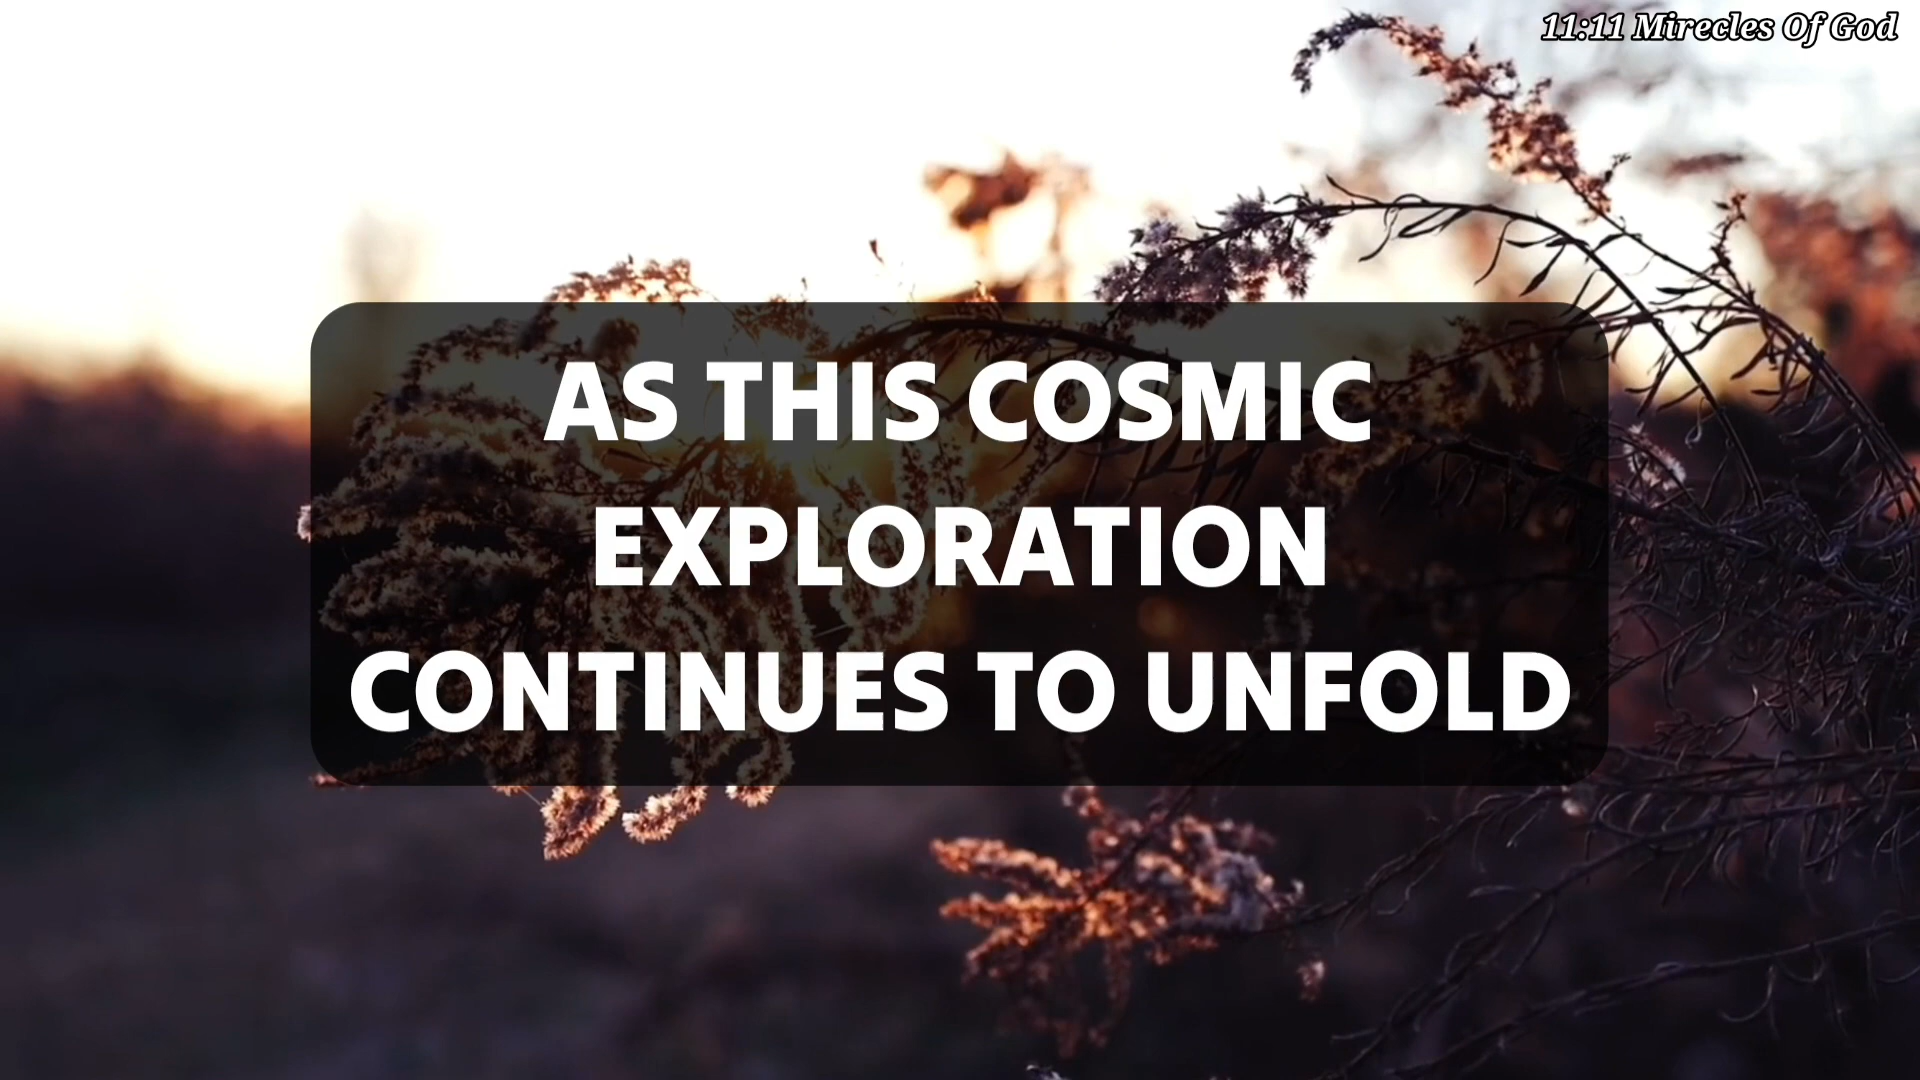 11:11 Mirecles Of God
AS THIS COSMIC
EXPLORATION
CONTINUES TO UNFOLD